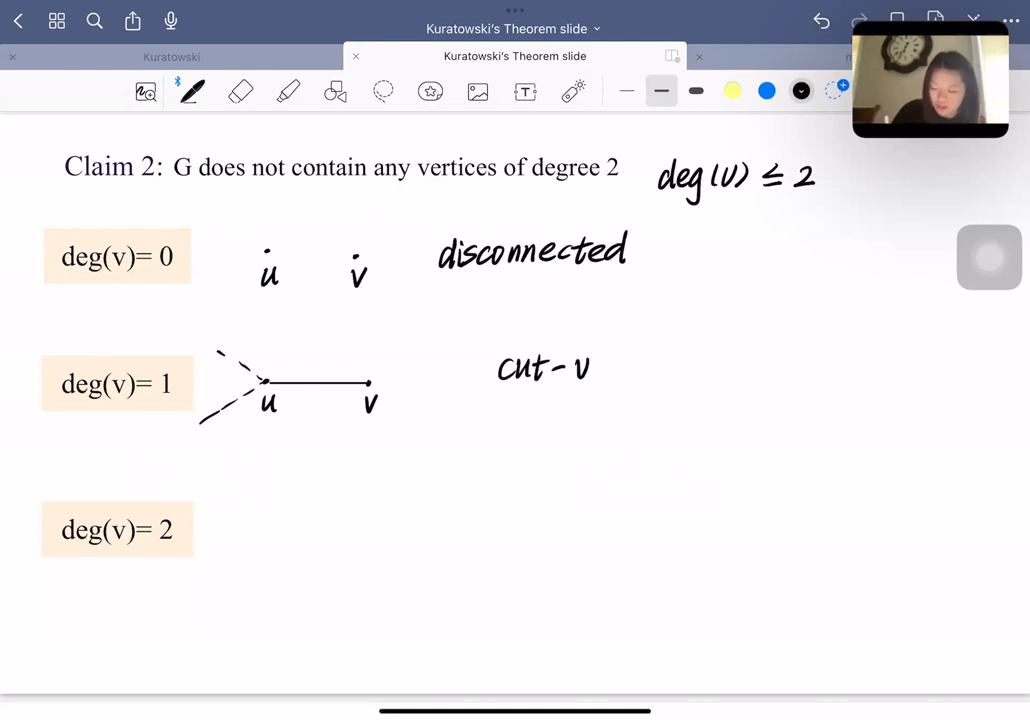 Kuratowski's Theorem slide
Kuratowski
Kuratowski's Theorem slide
Claim 2: G does not contain any vertices of degree 2
deg(v) ≤ 2
deg(v)= 0
u
v
disconnected
deg(v)= 1
u
v
cut-v
deg(v)= 2